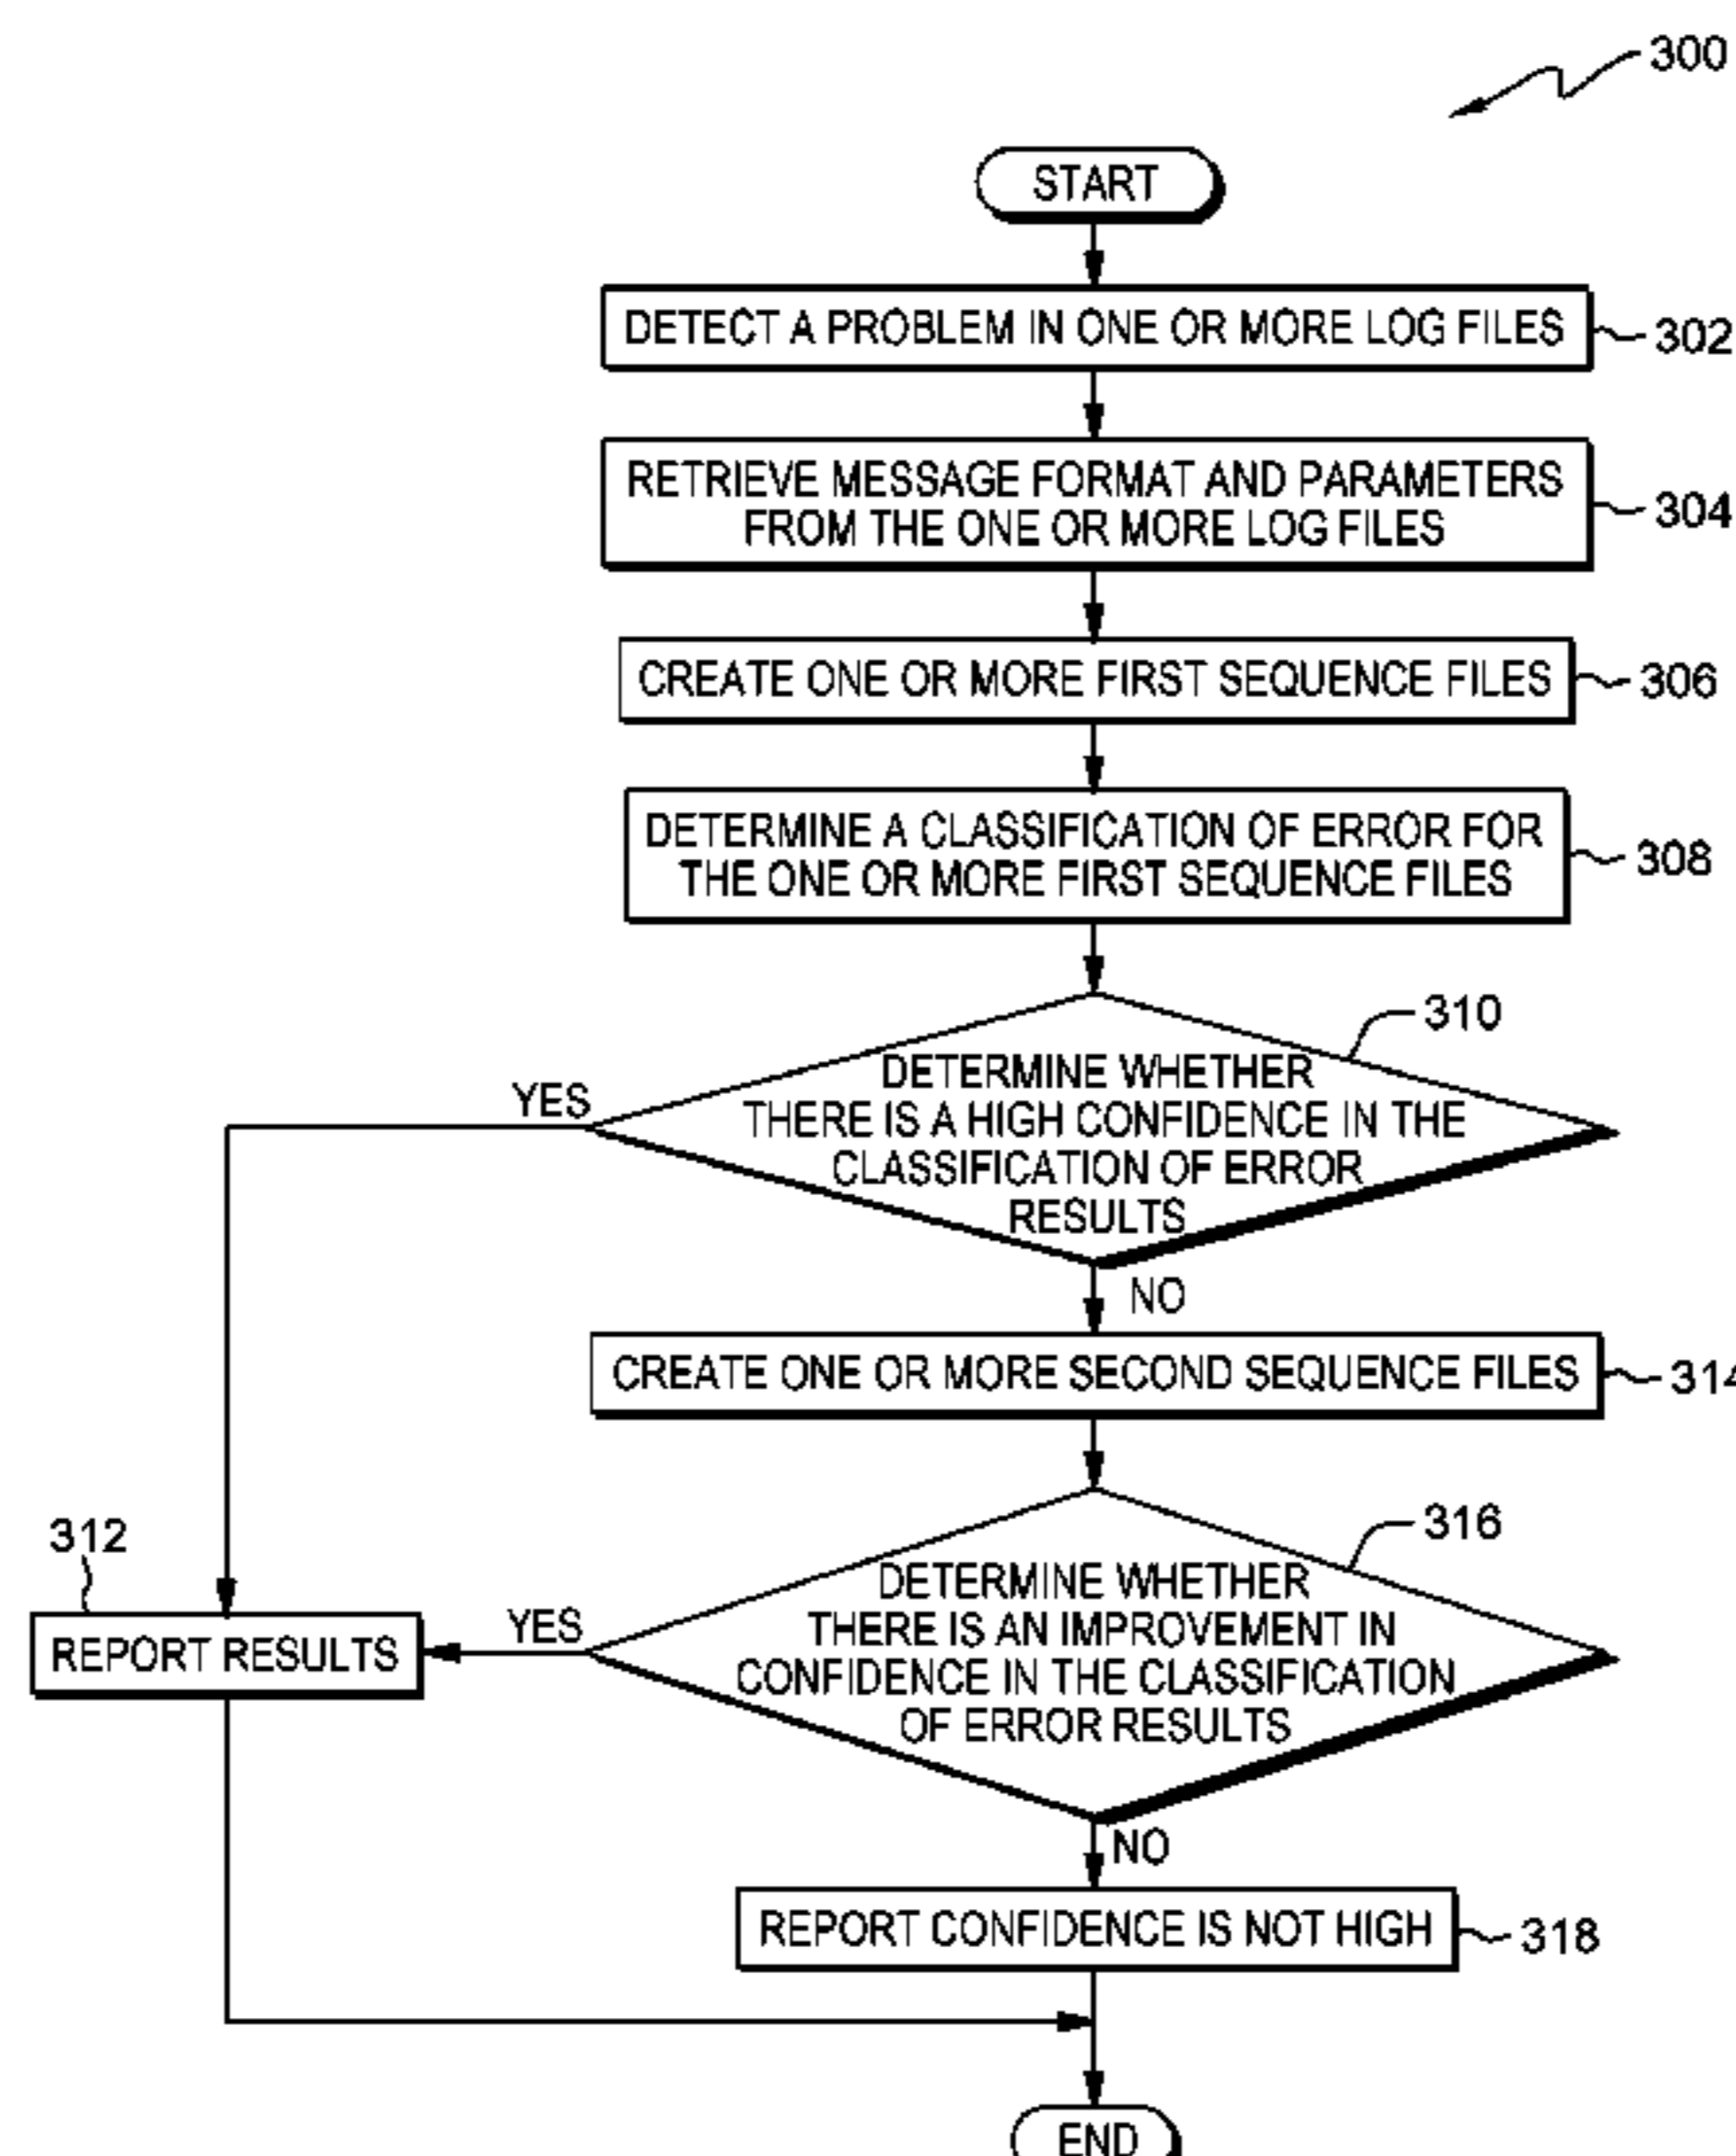 300
START
DETECT A PROBLEM IN ONE OR MORE LOG FILES
302
RETRIEVE MESSAGE FORMAT AND PARAMETERS
FROM THE ONE OR MORE LOG FILES
304
CREATE ONE OR MORE FIRST SEQUENCE FILES
306
DETERMINE A CLASSIFICATION OF ERROR FOR
THE ONE OR MORE FIRST SEQUENCE FILES
308
310
DETERMINE WHETHER
THERE IS A HIGH CONFIDENCE IN THE
CLASSIFICATION OF ERROR
RESULTS
YES
NO
CREATE ONE OR MORE SECOND SEQUENCE FILES
314
316
DETERMINE WHETHER
THERE IS AN IMPROVEMENT IN
CONFIDENCE IN THE CLASSIFICATION
OF ERROR RESULTS
YES
312
REPORT RESULTS
NO
REPORT CONFIDENCE IS NOT HIGH
318
END